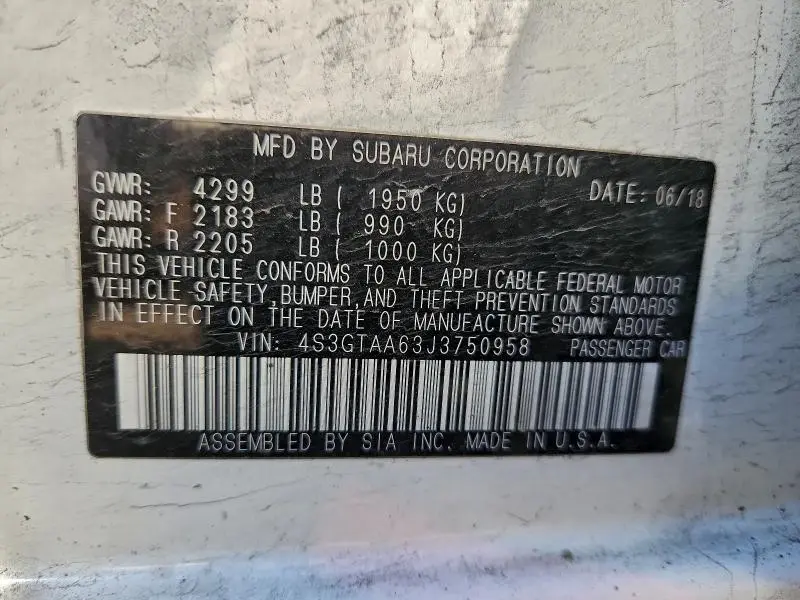 MFD BY SUBARU CORPORATION
GVWR: 4299 LB ( 1950 KG) DATE: 06/18
GAWR: F 2183 LB ( 990 KG)
GAWR: R 2205 LB ( 1000 KG)
THIS VEHICLE CONFORMS TO ALL APPLICABLE FEDERAL MOTOR
VEHICLE SAFETY, BUMPER, AND THEFT PREVENTION STANDARDS
IN EFFECT ON THE DATE OF MANUFACTURE SHOWN ABOVE.
VIN: 4S3GTAA63J3750958 PASSENGER CAR
ASSEMBLED BY SIA INC. MADE IN U.S.A.